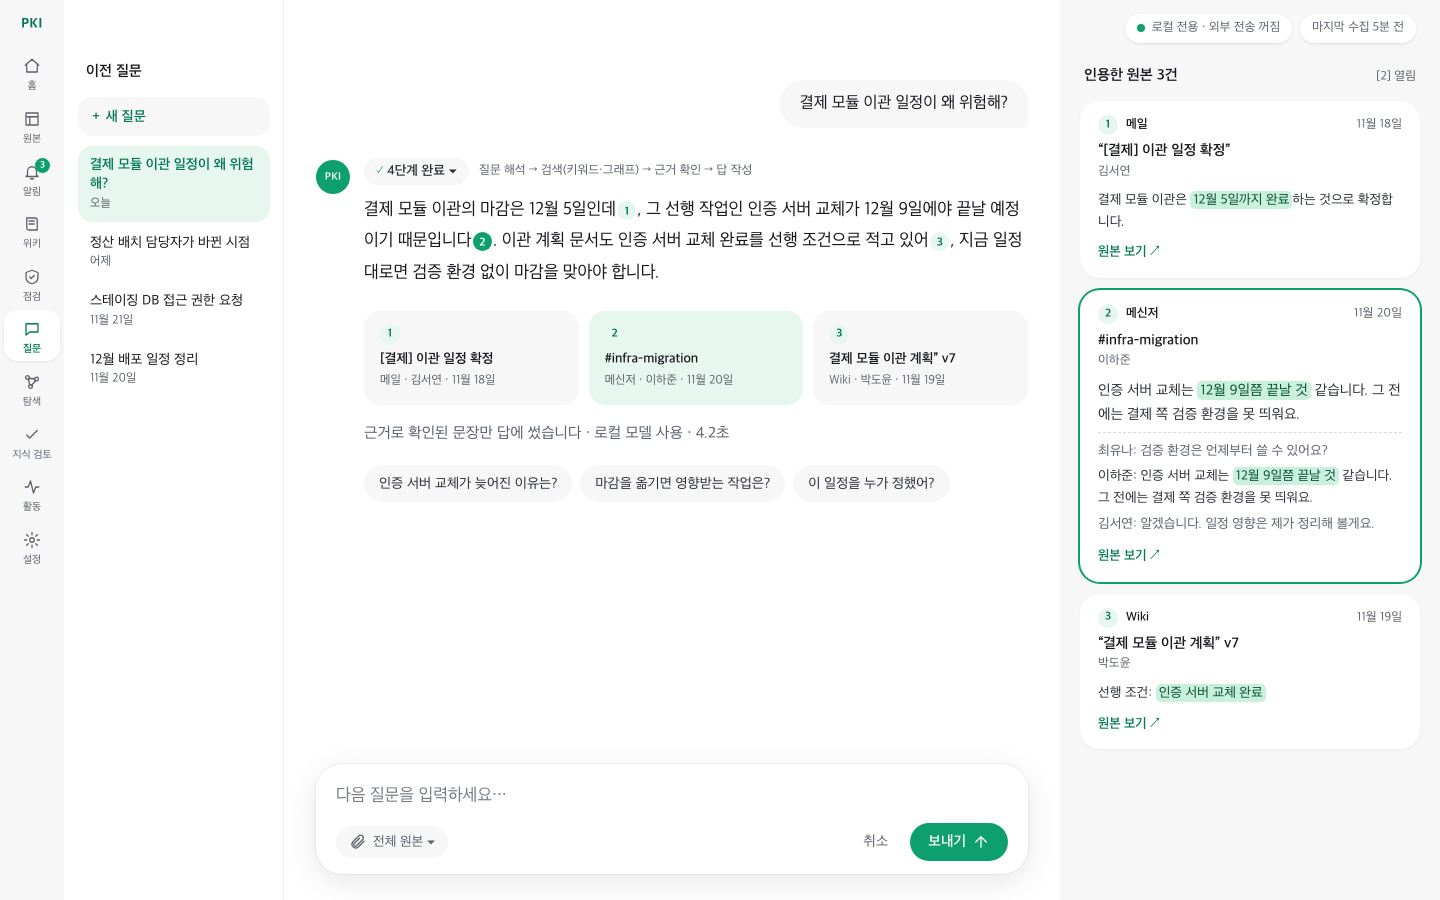 PKI
홈
원본
3
알림
위키
점검
질문
탐색
지식 검토
활동
설정
이전 질문
+ 새 질문
결제 모듈 이관 일정이 왜 위험
해?
오늘
정산 배치 담당자가 바뀐 시점
어제
스테이징 DB 접근 권한 요청
11월 21일
12월 배포 일정 정리
11월 20일
결제 모듈 이관 일정이 왜 위험해?
PKI
✓ 4단계 완료 ▾ 질문 해석 → 검색(키워드·그래프) → 근거 확인 → 답 작성
결제 모듈 이관의 마감은 12월 5일인데 1 , 그 선행 작업인 인증 서버 교체가 12월 9일에야 끝날 예정
이기 때문입니다 2 . 이관 계획 문서도 인증 서버 교체 완료를 선행 조건으로 적고 있어 3 , 지금 일정
대로면 검증 환경 없이 마감을 맞아야 합니다.
1
[결제] 이관 일정 확정
메일 · 김서연 · 11월 18일
2
#infra-migration
메신저 · 이하준 · 11월 20일
3
결제 모듈 이관 계획” v7
Wiki · 박도윤 · 11월 19일
근거로 확인된 문장만 답에 썼습니다 · 로컬 모델 사용 · 4.2초
인증 서버 교체가 늦어진 이유는?
마감을 옮기면 영향받는 작업은?
이 일정을 누가 정했어?
다음 질문을 입력하세요…
전체 원본 ▾
취소
보내기 ↑
로컬 전용 · 외부 전송 꺼짐
마지막 수집 5분 전
인용한 원본 3건
[2] 열림
1 메일 11월 18일
“[결제] 이관 일정 확정”
김서연
결제 모듈 이관은 12월 5일까지 완료하는 것으로 확정합
니다.
원본 보기 ↗
2 메신저 11월 20일
#infra-migration
이하준
인증 서버 교체는 12월 9일쯤 끝날 것 같습니다. 그 전
에는 결제 쪽 검증 환경을 못 띄워요.
최유나: 검증 환경은 언제부터 쓸 수 있어요?
이하준: 인증 서버 교체는 12월 9일쯤 끝날 것 같습니다.
그 전에는 결제 쪽 검증 환경을 못 띄워요.
김서연: 알겠습니다. 일정 영향은 제가 정리해 볼게요.
원본 보기 ↗
3 Wiki 11월 19일
“결제 모듈 이관 계획” v7
박도윤
선행 조건: 인증 서버 교체 완료
원본 보기 ↗